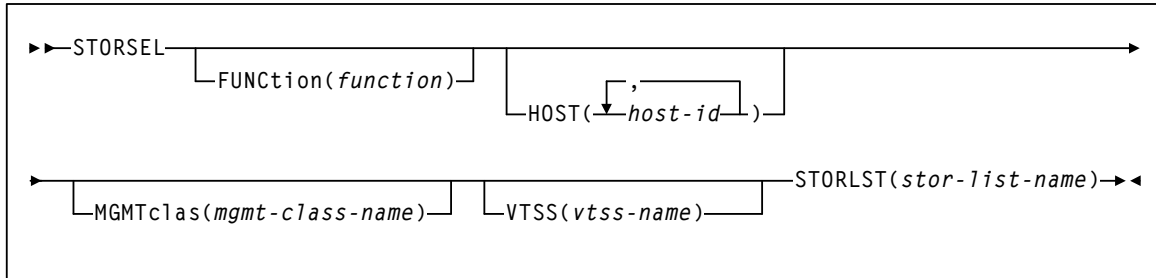 STORSEL
FUNCtion(function)
,
HOST( host-id )
STORLST(stor-list-name)
MGMTclas(mgmt-class-name)
VTSS(vtss-name)